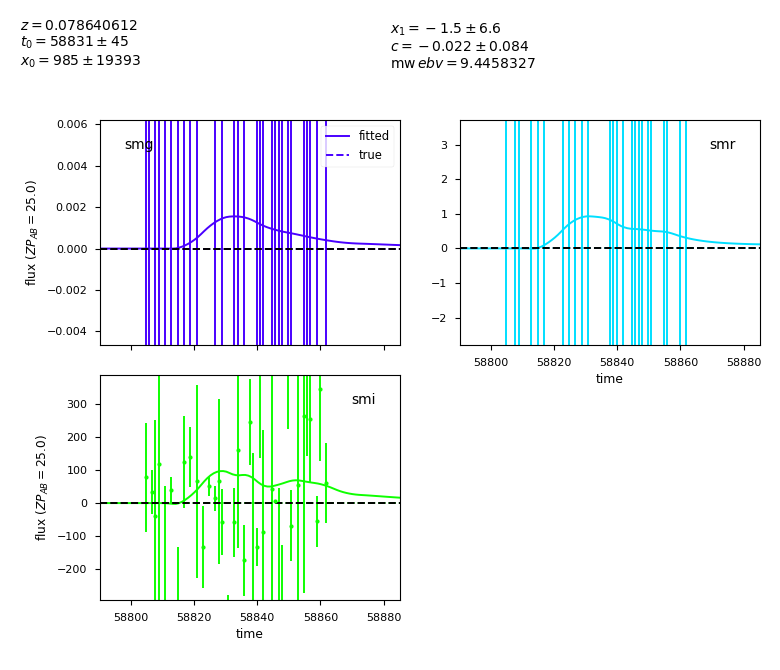 z = 0.078640612
t₀ = 58831 ± 45
x₀ = 985 ± 19393
x₁ = −1.5 ± 6.6
c = −0.022 ± 0.084
mw ebv = 9.4458327
smg
fitted
true
0.006
0.004
0.002
0.000
−0.002
−0.004
flux (ZP_AB = 25.0)
smr
3
2
1
0
−1
−2
58800 58820 58840 58860 58880
time
smi
300
200
100
0
−100
−200
flux (ZP_AB = 25.0)
58800 58820 58840 58860 58880
time